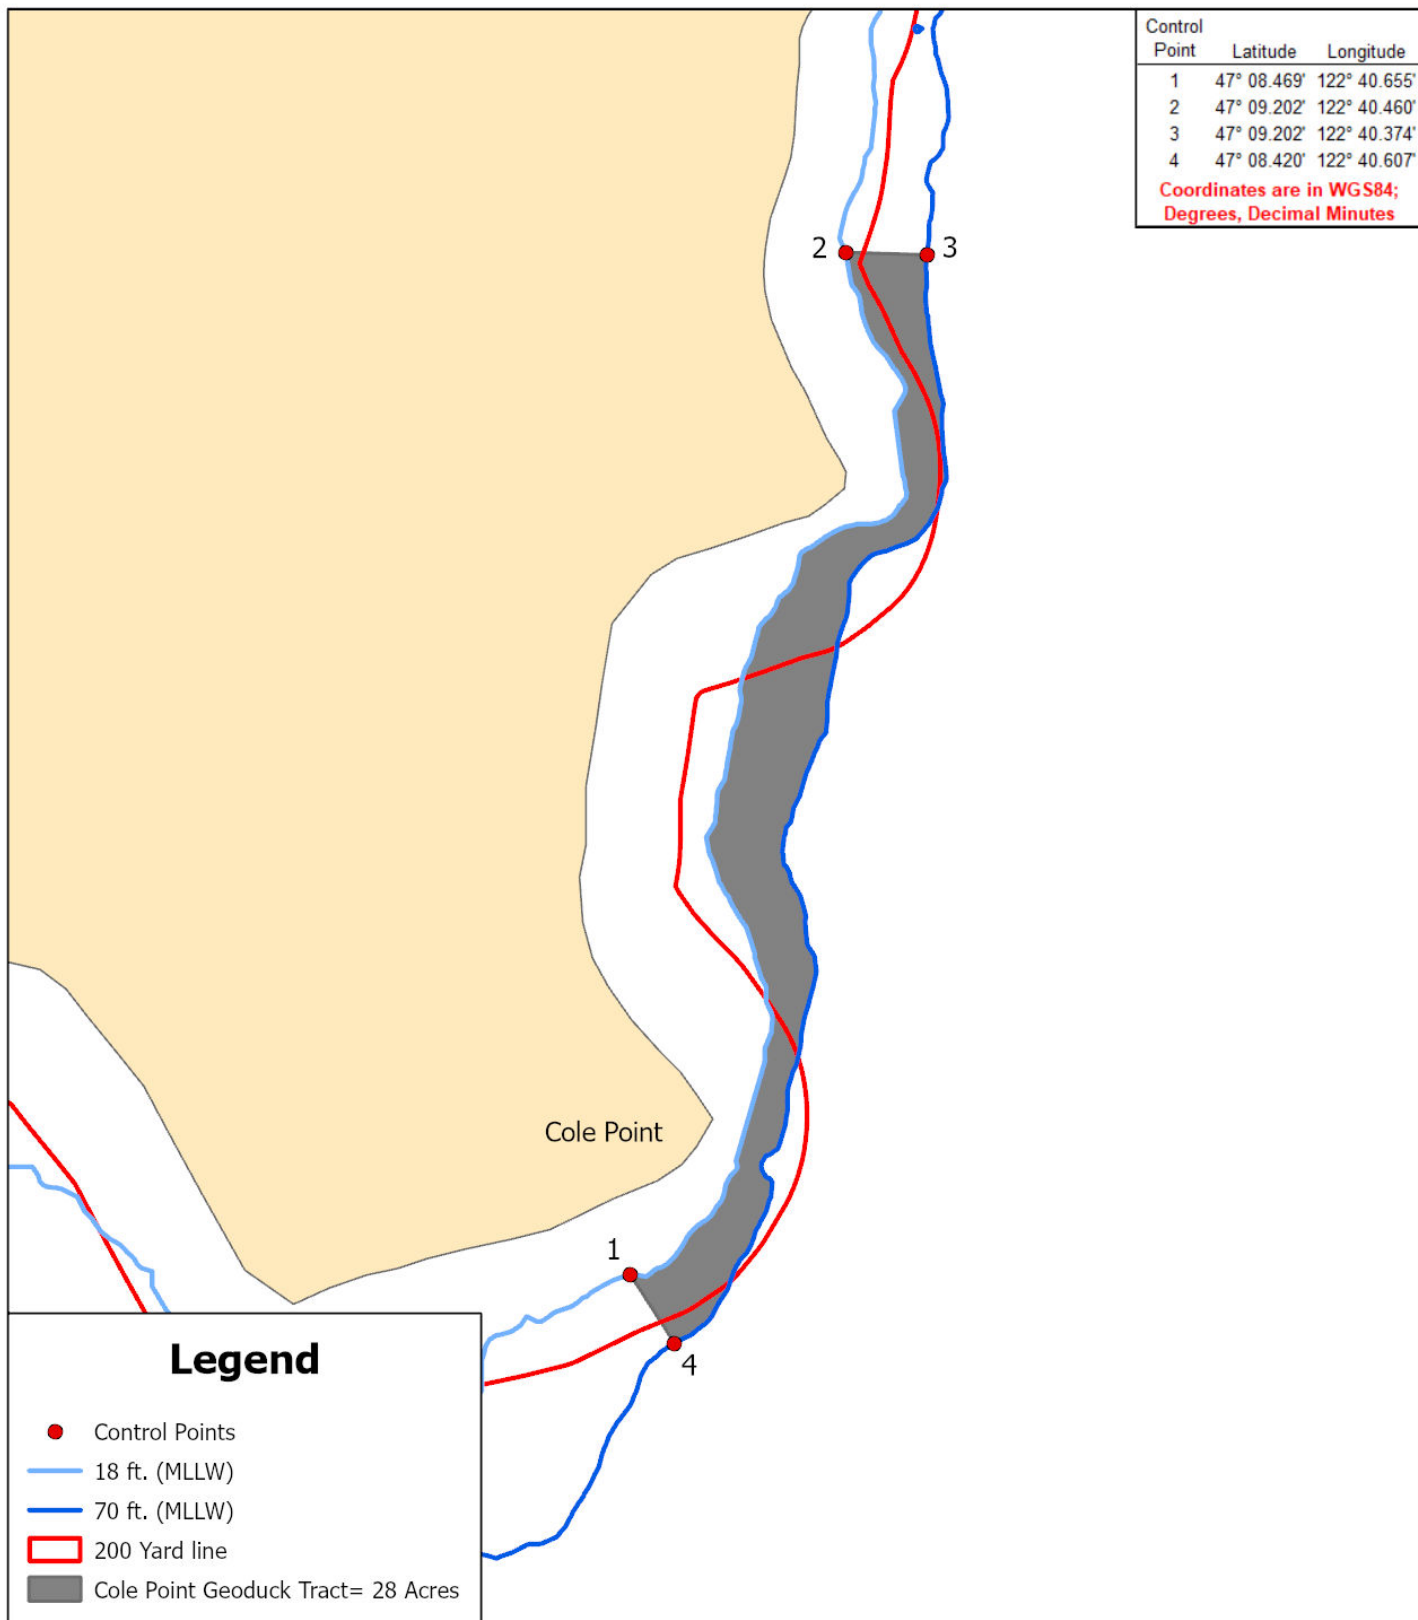 Control
Point Latitude Longitude
1 47° 08.469' 122° 40.655'
2 47° 09.202' 122° 40.460'
3 47° 09.202' 122° 40.374'
4 47° 08.420' 122° 40.607'
Coordinates are in WGS84;
Degrees, Decimal Minutes
2
3
Cole Point
1
4
Legend
Control Points
18 ft. (MLLW)
70 ft. (MLLW)
200 Yard line
Cole Point Geoduck Tract= 28 Acres